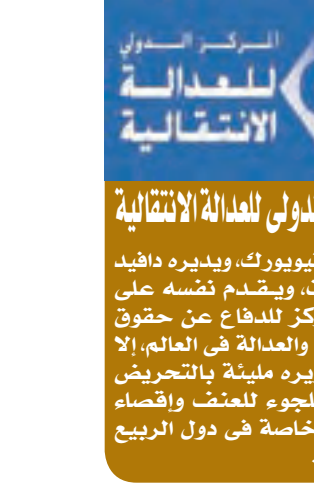 المركز الدولي
للعدالة
الانتقالية
دولى للعدالة الانتقالية
نيويورك، ويديره دافيد
ويقدم نفسه على
كز للدفاع عن حقوق
والعدالة فى العالم، إلا
يره مليئة بالتحريض
للجوء للعنف وإقصاء
خاصة فى دول الربيع